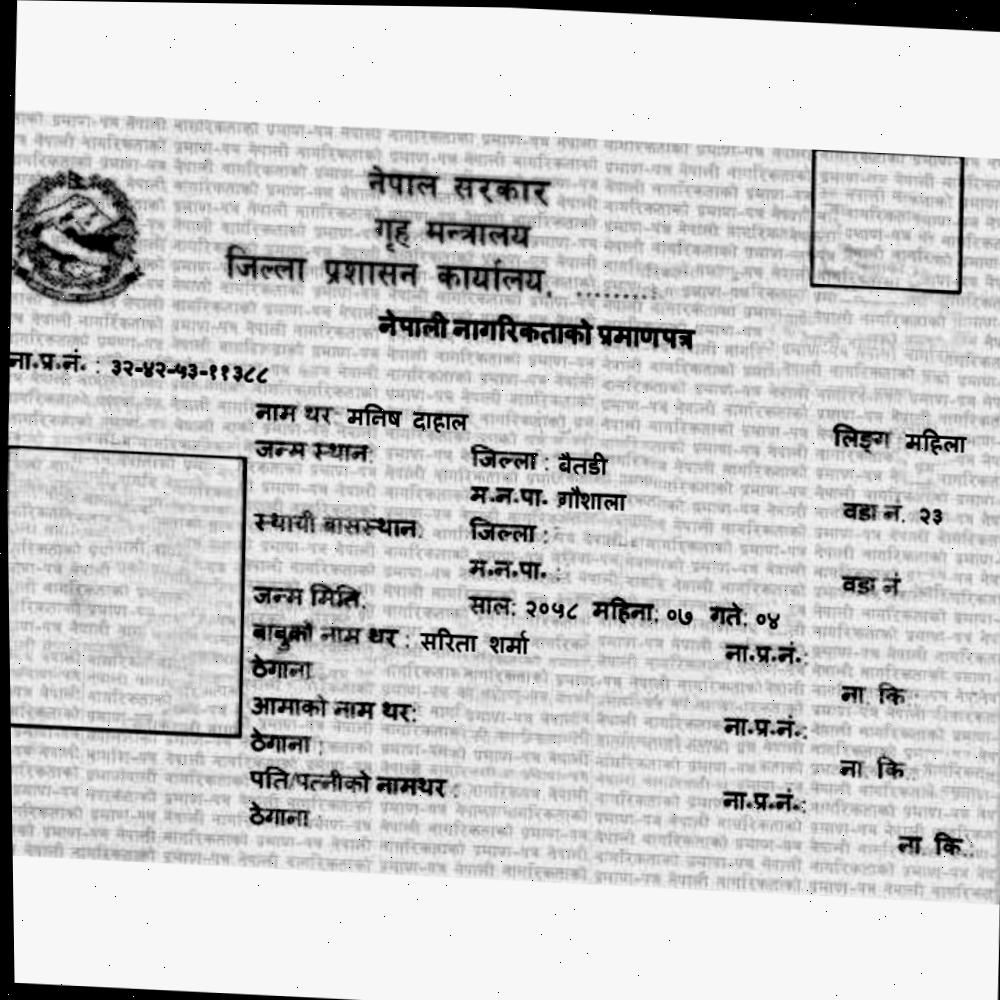 नेपाल सरकार
गृह मन्त्रालय
जिल्ला प्रशासन कार्यालय, .........
नेपाली नागरिकताको प्रमाणपत्र
ना.प्र.नं. : ३२-४२-५३-११३८८
नाम थर: मनिष दाहाल लिङ्ग महिला
जन्म स्थान: जिल्ला : बैतडी
म.न.पा. गौशाला वडा नं. २३
स्थायी बासस्थान: जिल्ला :
म.न.पा. : वडा नं
जन्म मिति: साल: २०५८ महिना: ०७ गते: ०४
बाबुको नाम थर : सरिता शर्मा ना.प्र.नं.:
ठेगाना : ना. कि.:
आमाको नाम थर: ना.प्र.नं.:
ठेगाना : ना. कि.:
पति/पत्नीको नामथर : ना.प्र.नं.:
ठेगाना : ना. कि.: